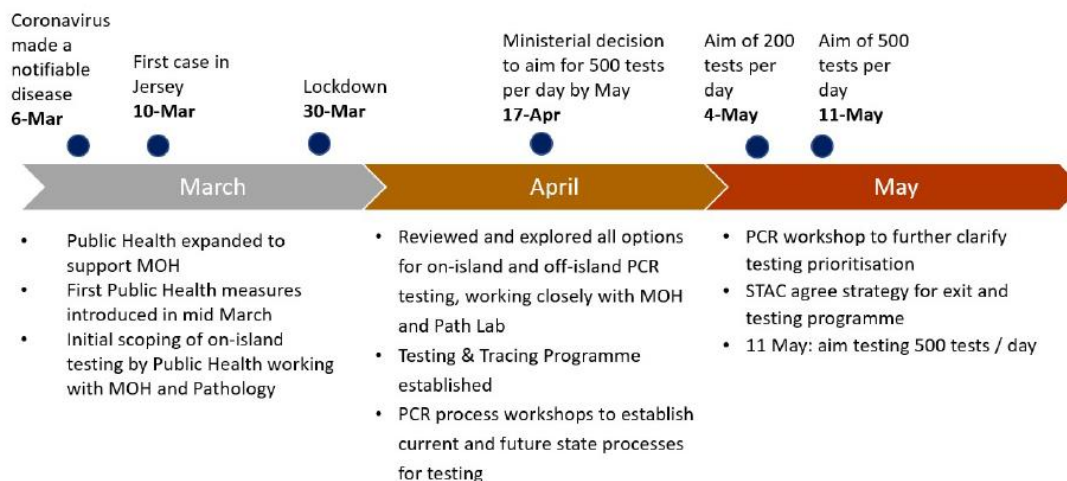 Coronavirus
made a
notifiable
disease
6-Mar
First case in
Jersey
10-Mar
Lockdown
30-Mar
Ministerial decision
to aim for 500 tests
per day by May
17-Apr
Aim of 200
tests per
day
4-May
Aim of 500
tests per
day
11-May
March
April
May
• Public Health expanded to
support MOH
• First Public Health measures
introduced in mid March
• Initial scoping of on-island
testing by Public Health working
with MOH and Pathology
• Reviewed and explored all options
for on-island and off-island PCR
testing, working closely with MOH
and Path Lab
• Testing & Tracing Programme
established
• PCR process workshops to establish
current and future state processes
for testing
• PCR workshop to further clarify
testing prioritisation
• STAC agree strategy for exit and
testing programme
• 11 May: aim testing 500 tests / day